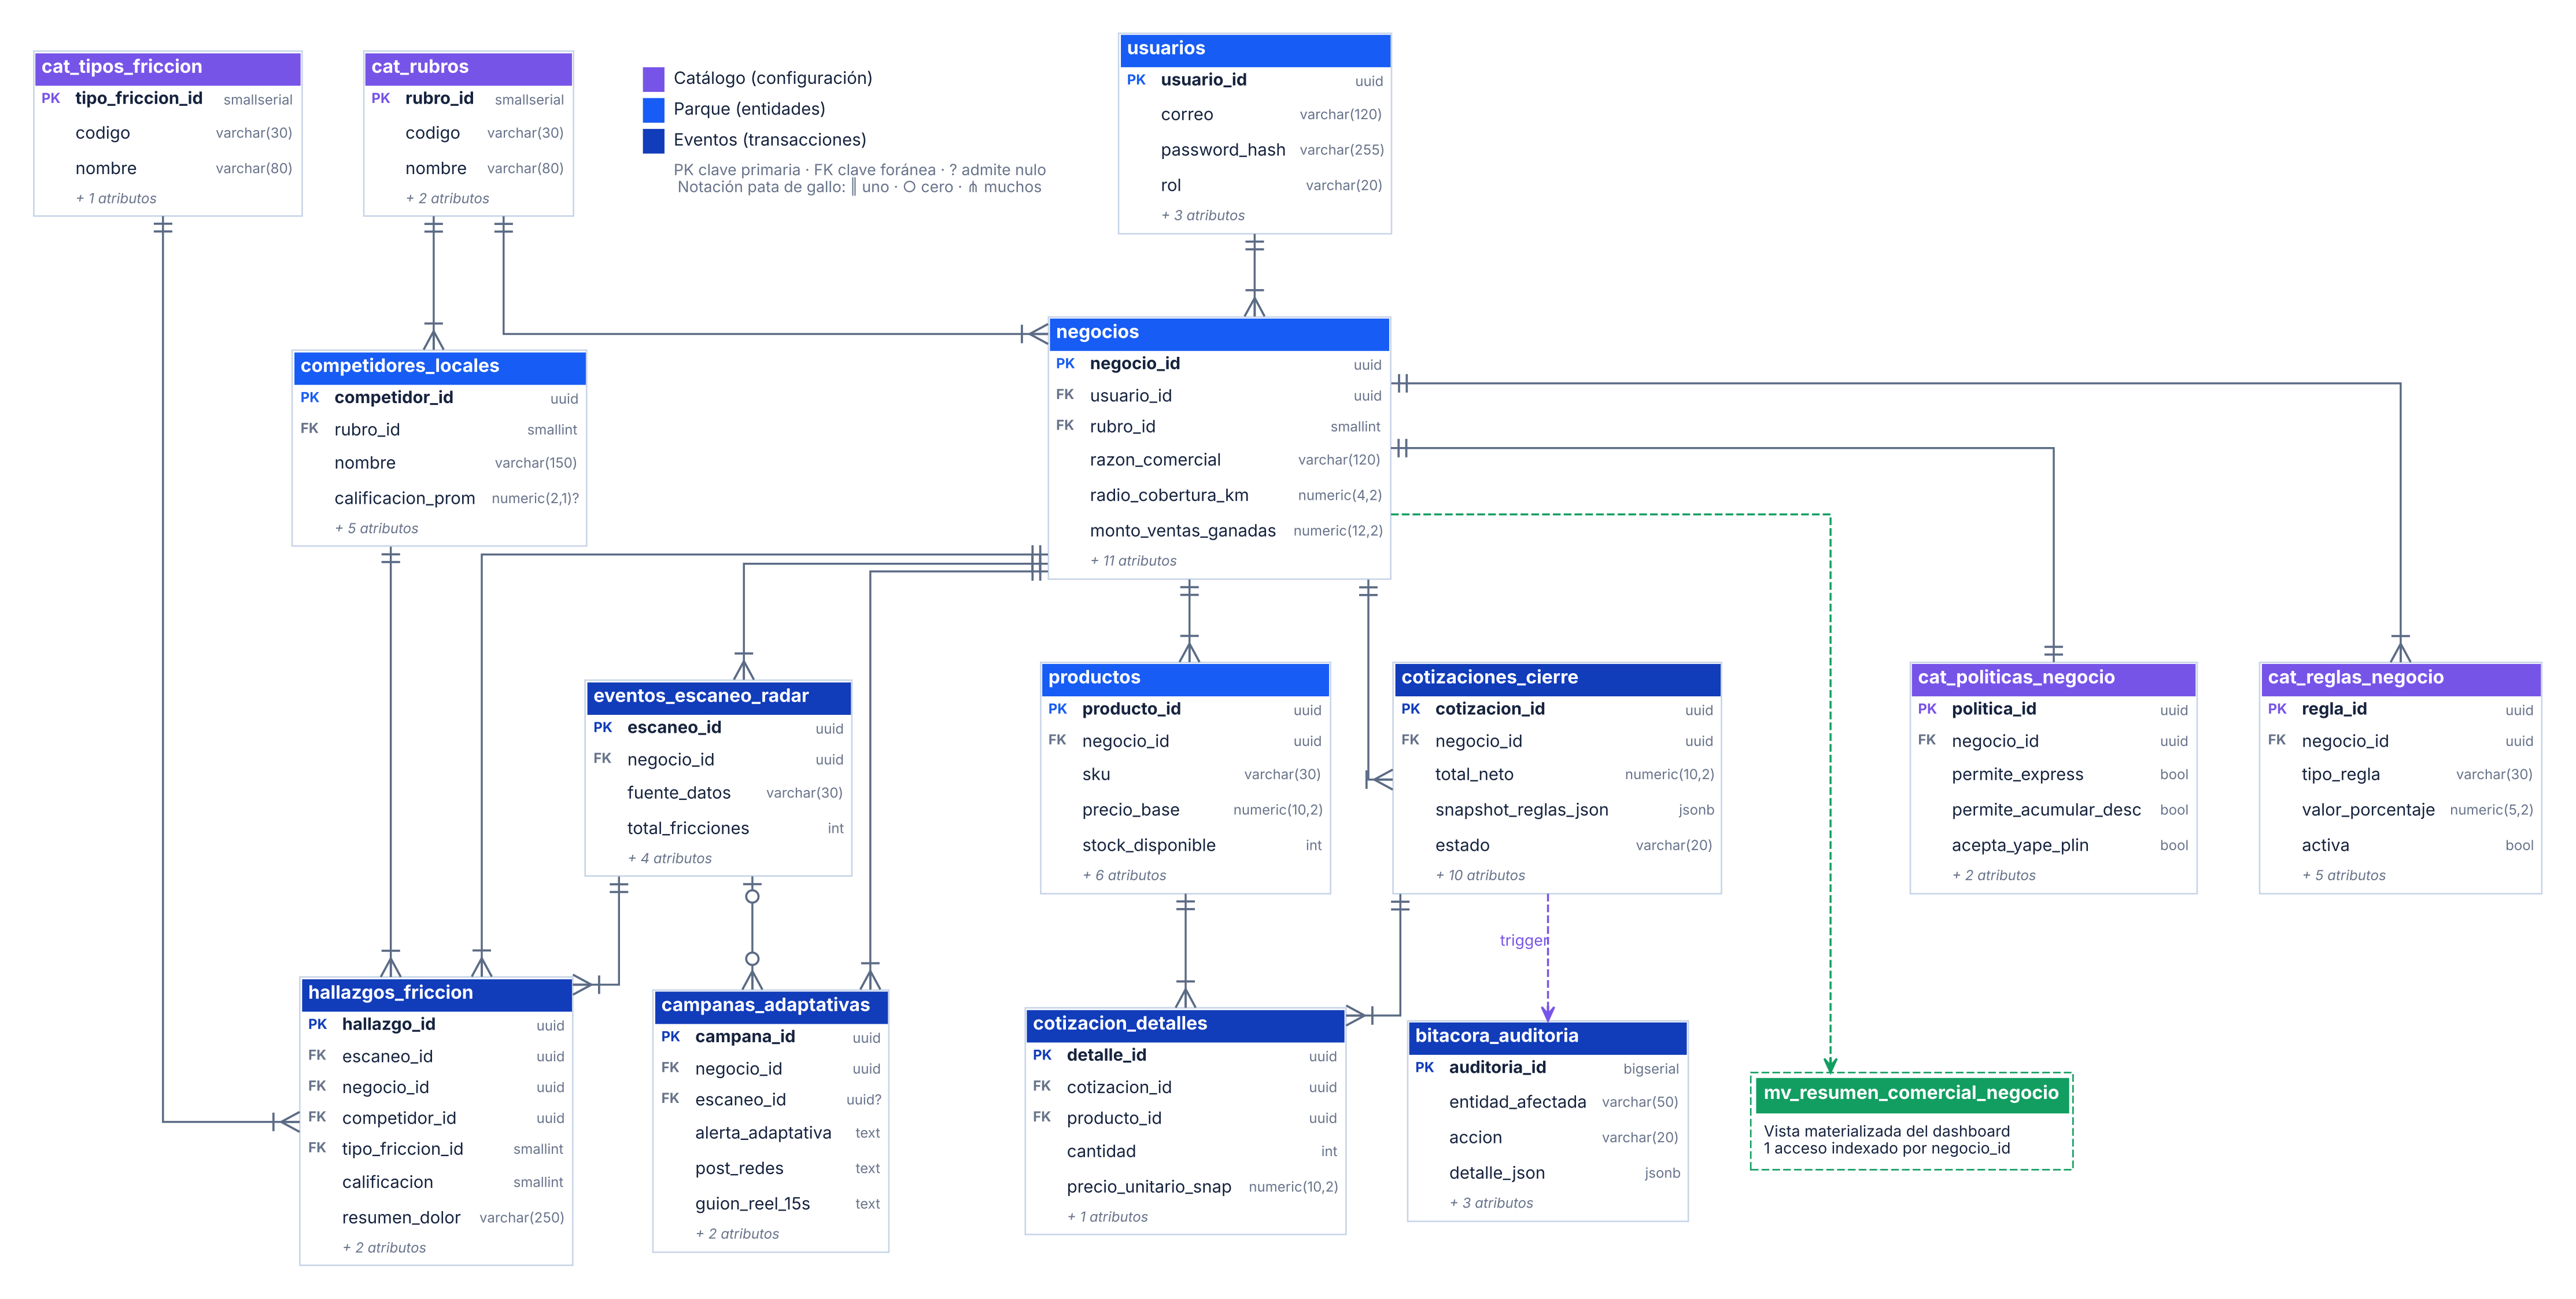 cat_tipos_friccion
PK tipo_friccion_id smallserial
codigo varchar(30)
nombre varchar(80)
+ 1 atributos
cat_rubros
PK rubro_id smallserial
codigo varchar(30)
nombre varchar(80)
+ 2 atributos
Catálogo (configuración)
Parque (entidades)
Eventos (transacciones)
PK clave primaria · FK clave foránea · ? admite nulo
Notación pata de gallo: ‖ uno · ○ cero · ⋔ muchos
usuarios
PK usuario_id uuid
correo varchar(120)
password_hash varchar(255)
rol varchar(20)
+ 3 atributos
competidores_locales
PK competidor_id uuid
FK rubro_id smallint
nombre varchar(150)
calificacion_prom numeric(2,1)?
+ 5 atributos
negocios
PK negocio_id uuid
FK usuario_id uuid
FK rubro_id smallint
razon_comercial varchar(120)
radio_cobertura_km numeric(4,2)
monto_ventas_ganadas numeric(12,2)
+ 11 atributos
eventos_escaneo_radar
PK escaneo_id uuid
FK negocio_id uuid
fuente_datos varchar(30)
total_fricciones int
+ 4 atributos
productos
PK producto_id uuid
FK negocio_id uuid
sku varchar(30)
precio_base numeric(10,2)
stock_disponible int
+ 6 atributos
cotizaciones_cierre
PK cotizacion_id uuid
FK negocio_id uuid
total_neto numeric(10,2)
snapshot_reglas_json jsonb
estado varchar(20)
+ 10 atributos
cat_politicas_negocio
PK politica_id uuid
FK negocio_id uuid
permite_express bool
permite_acumular_desc bool
acepta_yape_plin bool
+ 2 atributos
cat_reglas_negocio
PK regla_id uuid
FK negocio_id uuid
tipo_regla varchar(30)
valor_porcentaje numeric(5,2)
activa bool
+ 5 atributos
trigger
hallazgos_friccion
PK hallazgo_id uuid
FK escaneo_id uuid
FK negocio_id uuid
FK competidor_id uuid
FK tipo_friccion_id smallint
calificacion smallint
resumen_dolor varchar(250)
+ 2 atributos
campanas_adaptativas
PK campana_id uuid
FK negocio_id uuid
FK escaneo_id uuid?
alerta_adaptativa text
post_redes text
guion_reel_15s text
+ 2 atributos
cotizacion_detalles
PK detalle_id uuid
FK cotizacion_id uuid
FK producto_id uuid
cantidad int
precio_unitario_snap numeric(10,2)
+ 1 atributos
bitacora_auditoria
PK auditoria_id bigserial
entidad_afectada varchar(50)
accion varchar(20)
detalle_json jsonb
+ 3 atributos
mv_resumen_comercial_negocio
Vista materializada del dashboard
1 acceso indexado por negocio_id